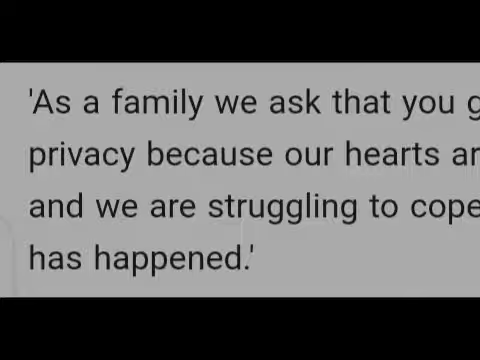 'As a family we ask that you g
privacy because our hearts ar
and we are struggling to cope
has happened.'